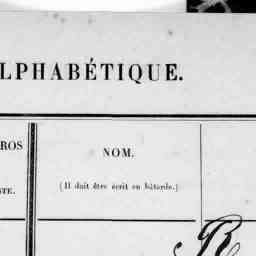 LPHABÉTIQUE.
ROS
NOM.
(Il doit être écrit en bâtarde.)
STE.
R